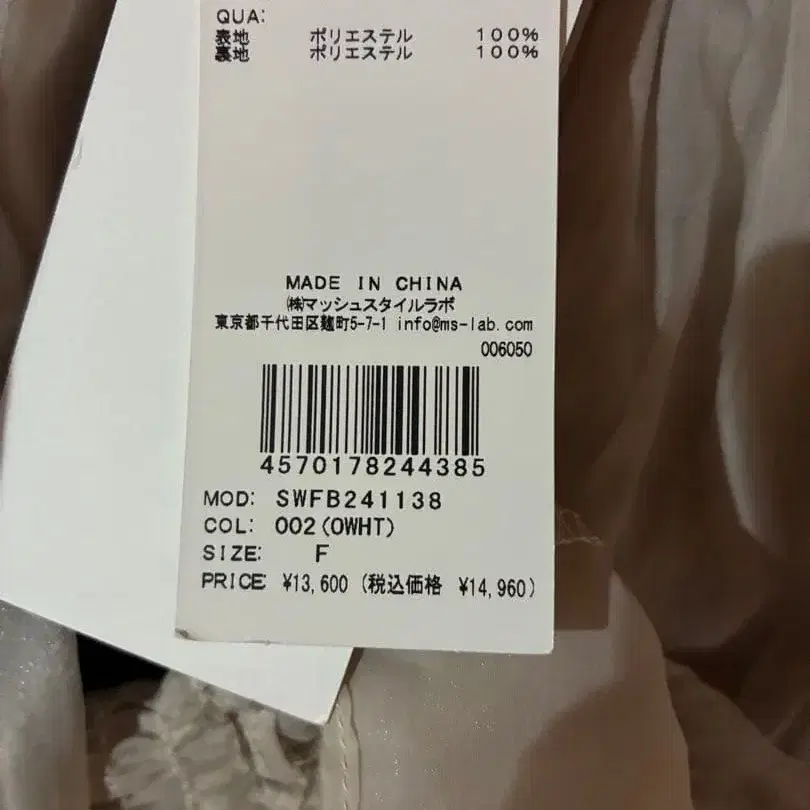 QUA:
表地 ポリエステル 100%
裏地 ポリエステル 100%
MADE IN CHINA
㈱マッシュスタイルラボ
東京都千代田区麹町5-7-1 info@ms-lab.com
006050
4570178244385
MOD: SWFB241138
COL: 002(OWHT)
SIZE: F
PRICE: ¥13,600 (税込価格 ¥14,960)